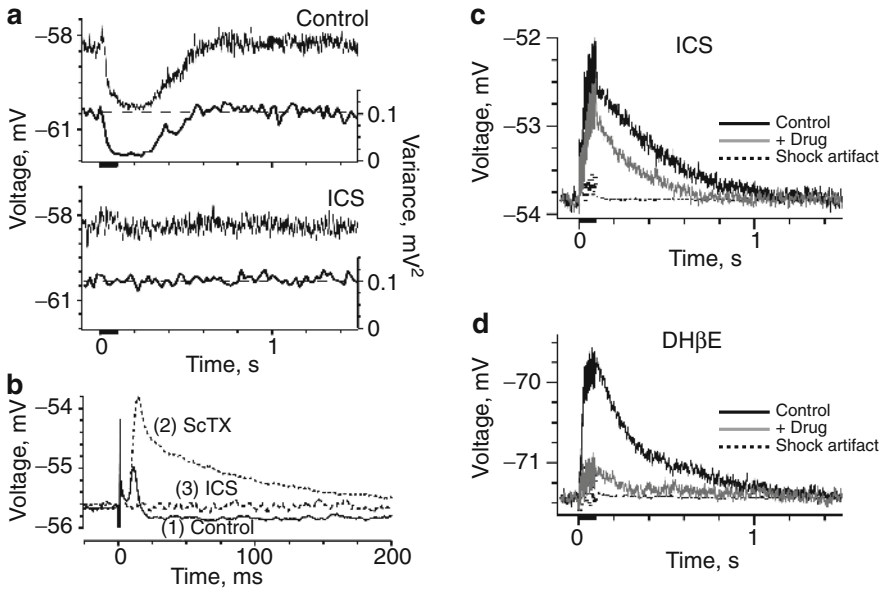 a
Control
−58
−61
Voltage, mV
0.1
0
Variance, mV²
ICS
−58
−61
0.1
0
0
1
Time, s
b
−54
−55
−56
Voltage, mV
(2) ScTX
(3) ICS
(1) Control
0
100
200
Time, ms
c
ICS
−52
−53
−54
Voltage, mV
Control
+ Drug
Shock artifact
0
1
Time, s
d
DHβE
−70
−71
Voltage, mV
Control
+ Drug
Shock artifact
0
1
Time, s